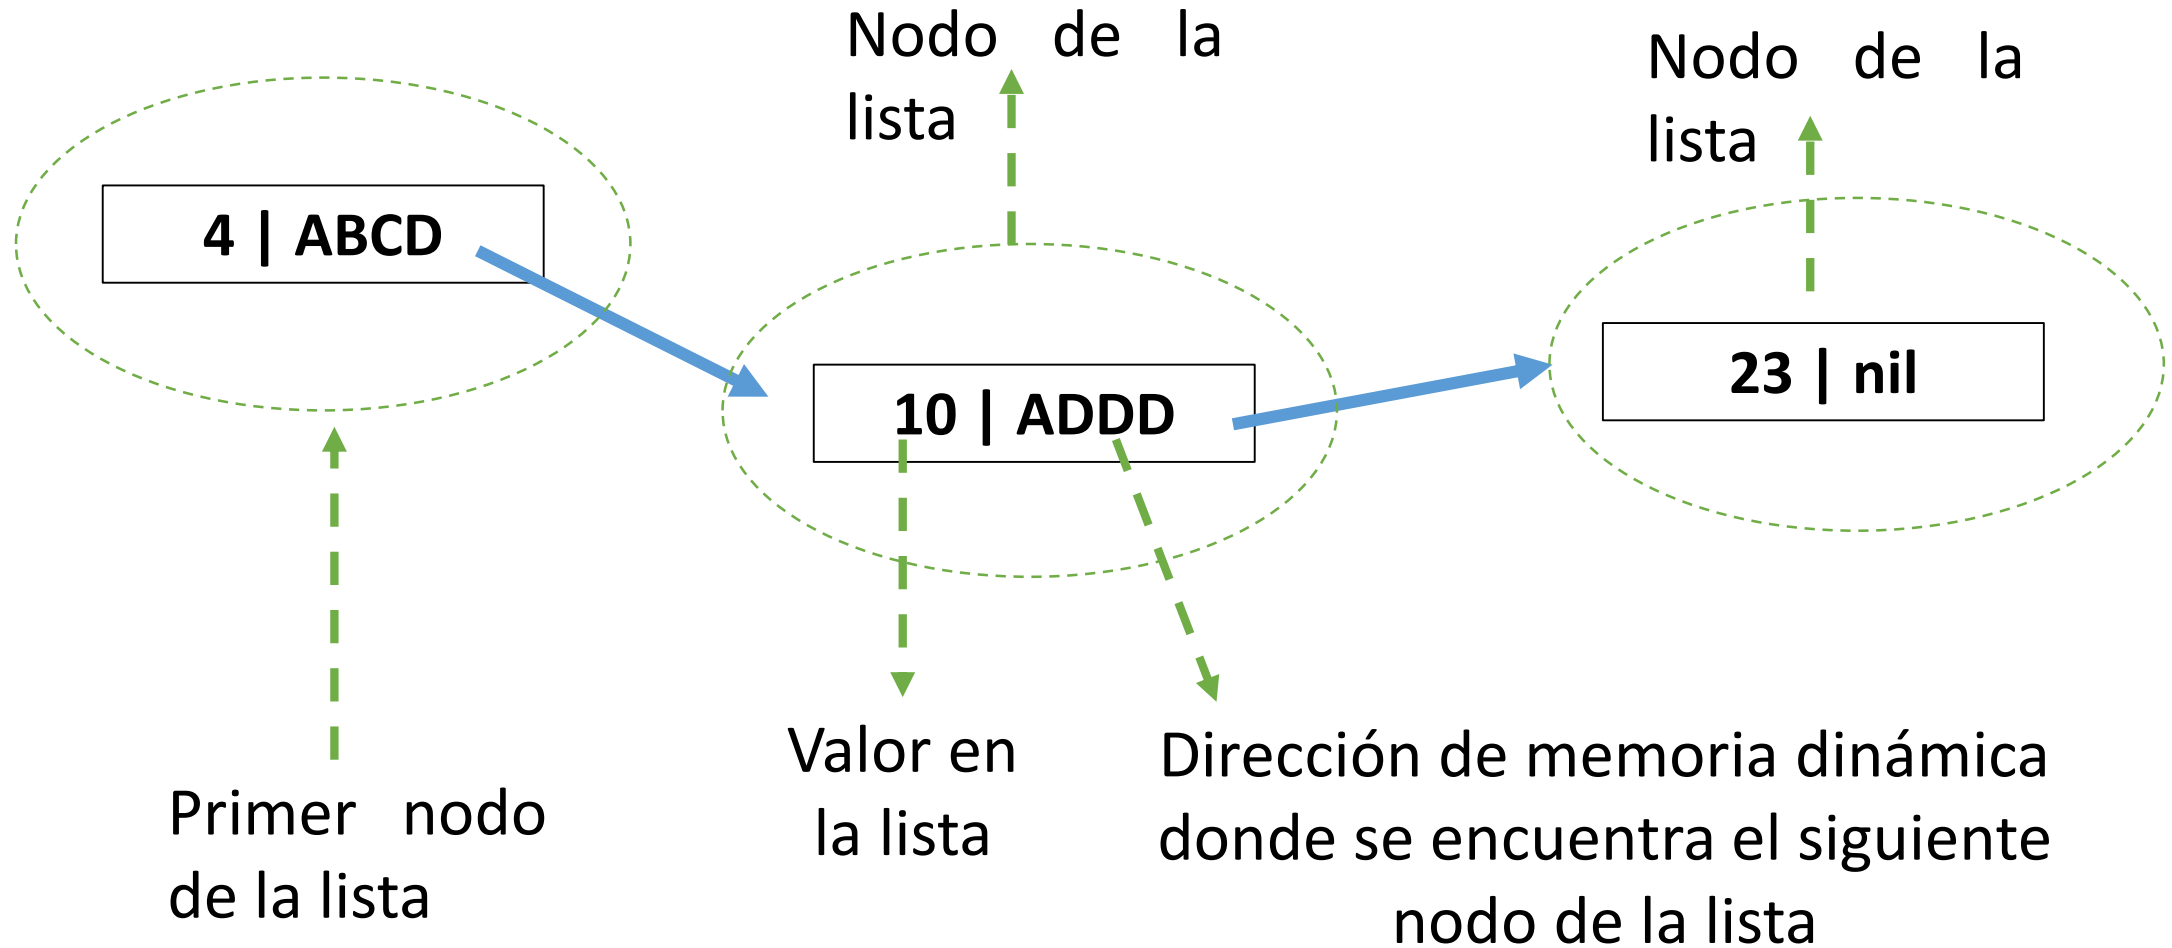 Nodo de la
lista
Nodo de la
lista
4 | ABCD
10 | ADDD
23 | nil
Primer nodo
de la lista
Valor en
la lista
Dirección de memoria dinámica
donde se encuentra el siguiente
nodo de la lista